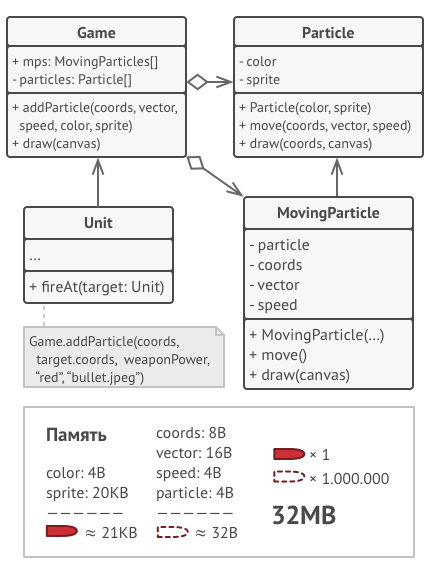 Game
+ mps: MovingParticles[]
- particles: Particle[]
+ addParticle(coords, vector,
speed, color, sprite)
+ draw(canvas)
Particle
- color
- sprite
+ Particle(color, sprite)
+ move(coords, vector, speed)
+ draw(coords, canvas)
Unit
...
+ fireAt(target: Unit)
MovingParticle
- particle
- coords
- vector
- speed
+ MovingParticle(...)
+ move()
+ draw(canvas)
Game.addParticle(coords,
target.coords, weaponPower,
“red”,“bullet.jpeg”)
Память
color: 4B
sprite: 20KB
≈ 21KB
coords: 8B
vector: 16B
speed: 4B
particle: 4B
≈ 32B
× 1
× 1.000.000
32MB